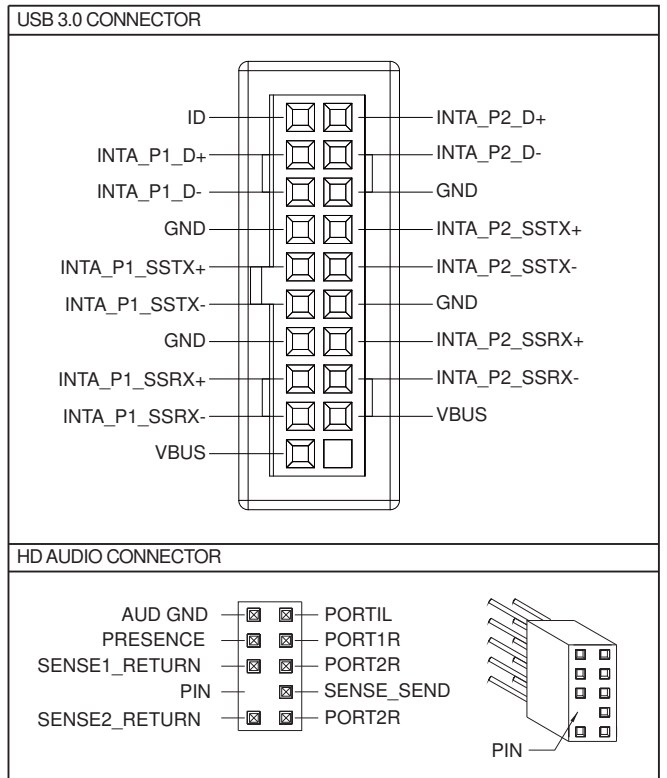 USB 3.0 CONNECTOR
ID
INTA_P2_D+
INTA_P1_D+
INTA_P2_D-
INTA_P1_D-
GND
GND
INTA_P2_SSTX+
INTA_P1_SSTX+
INTA_P2_SSTX-
INTA_P1_SSTX-
GND
GND
INTA_P2_SSRX+
INTA_P1_SSRX+
INTA_P2_SSRX-
INTA_P1_SSRX-
VBUS
VBUS
HD AUDIO CONNECTOR
AUD GND
PORTIL
PRESENCE
PORT1R
SENSE1_RETURN
PORT2R
PIN
SENSE_SEND
SENSE2_RETURN
PORT2R
PIN